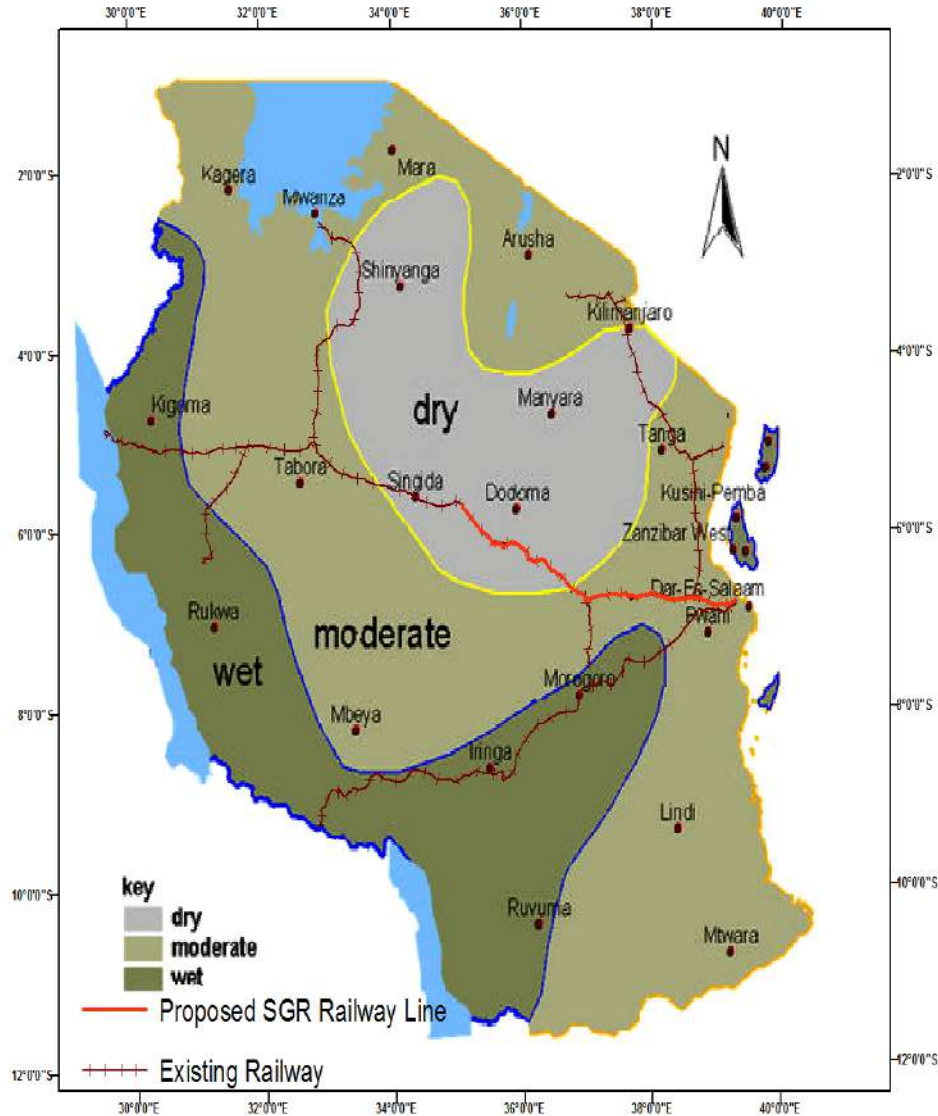 30°0'0"E 32°0'0"E 34°0'0"E 36°0'0"E 38°0'0"E 40°0'0"E
N
Mara
2°0'0"S Kagera 2°0'0"S
Mwanza
Arusha
Shinyanga
Kilimanjaro
4°0'0"S 4°0'0"S
Manyara
dry
Kigoma
Tanga
Tabora
Singida
Dodoma
Kusini-Pemba
Zanzibar West
6°0'0"S 6°0'0"S
Dar-Es-Salaam
Pwani
Rukwa
moderate
wet
Morogoro
8°0'0"S 8°0'0"S
Mbeya
Iringa
Lindi
10°0'0"S 10°0'0"S
key
dry
Ruvuma
moderate
Mtwara
wet
Proposed SGR Railway Line
Existing Railway
12°0'0"S 12°0'0"S
30°0'0"E 32°0'0"E 34°0'0"E 36°0'0"E 38°0'0"E 40°0'0"E